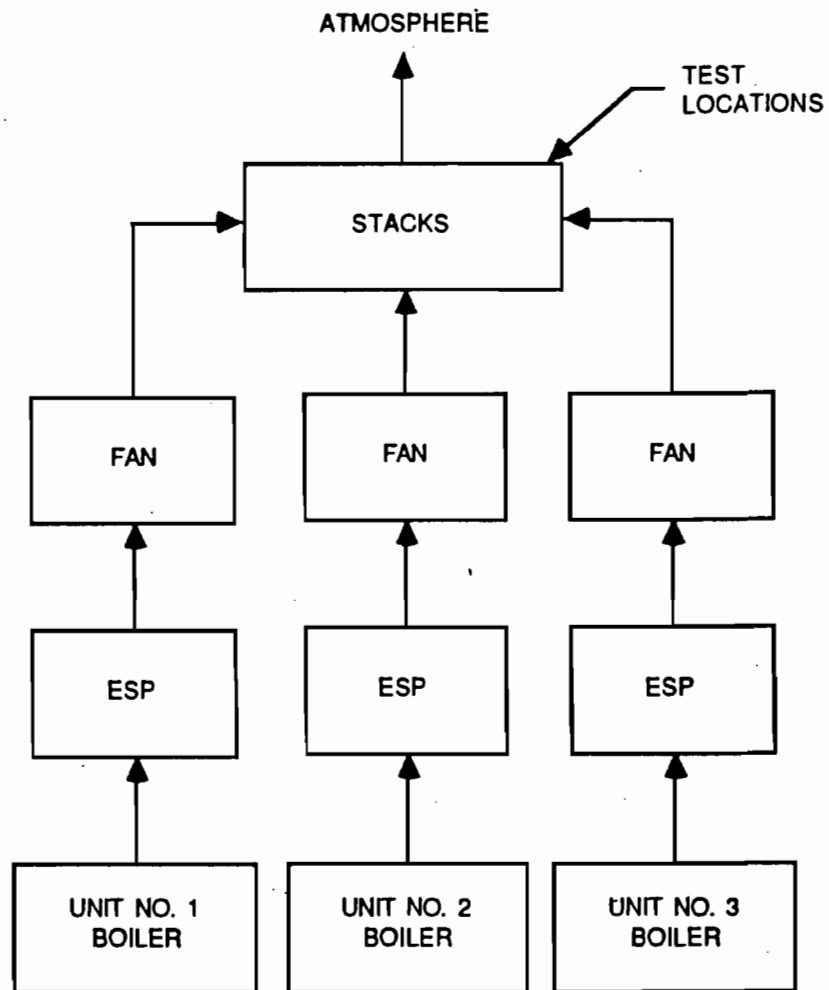 ATMOSPHERE
TEST
LOCATIONS
STACKS
FAN
FAN
FAN
ESP
ESP
ESP
UNIT NO. 1
BOILER
UNIT NO. 2
BOILER
UNIT NO. 3
BOILER